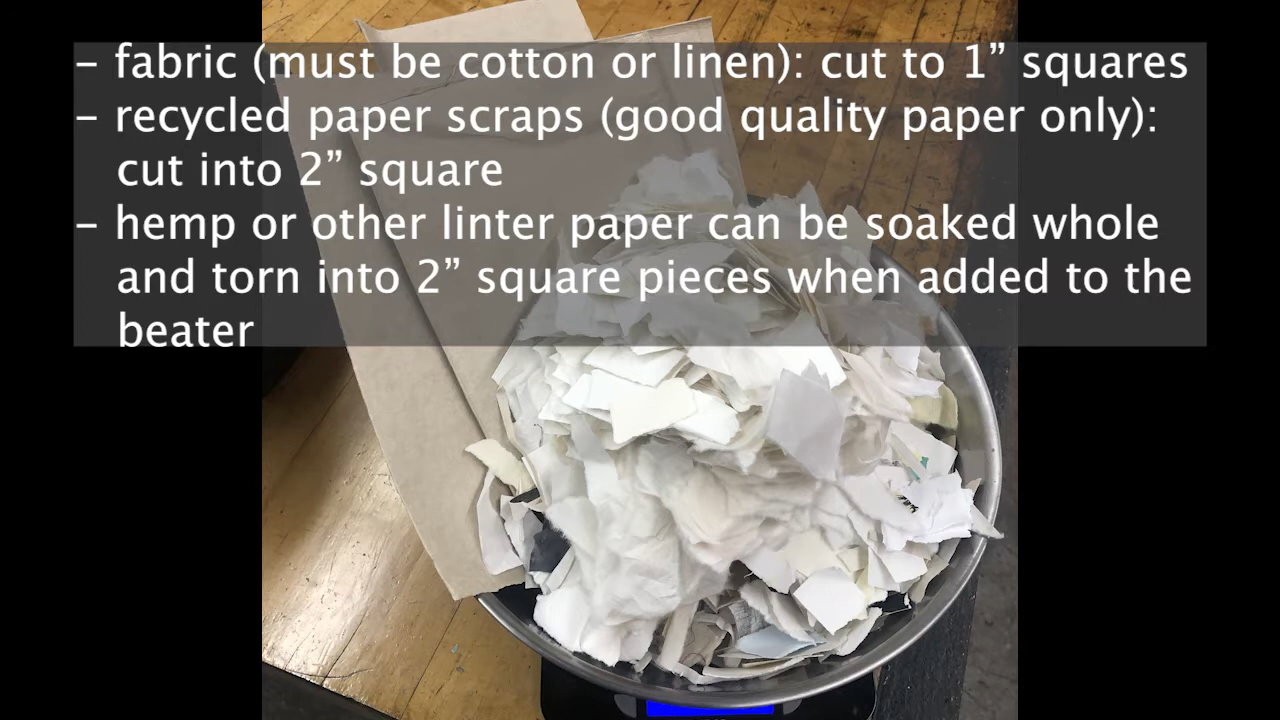 – fabric (must be cotton or linen): cut to 1” squares
– recycled paper scraps (good quality paper only):
cut into 2” square
– hemp or other linter paper can be soaked whole
and torn into 2” square pieces when added to the
beater